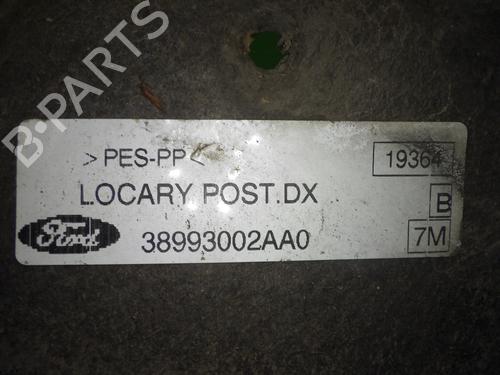 B-PARTS
>PES-PP<
19364
LOCARY POST.DX
B
Ford
38993002AA0
7M